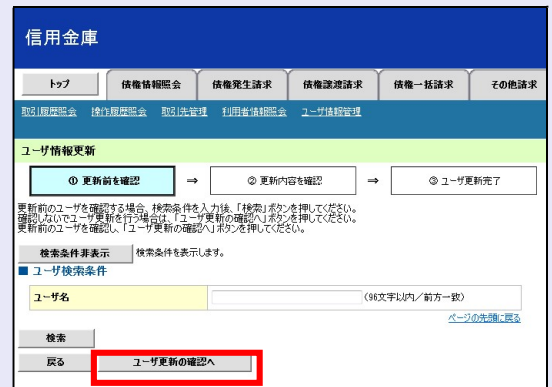 信用金庫
トップ 債権情報照会 債権発生請求 債権譲渡請求 債権一括請求 その他請求
取引履歴照会 操作履歴照会 取引先管理 利用者情報照会 ユーザ情報管理
ユーザ情報更新
① 更新前を確認 ⇒ ② 更新内容を確認 ⇒ ③ ユーザ更新完了
更新前のユーザを確認する場合、検索条件を入力後、「検索」ボタンを押してください。
確認しないでユーザ更新を行う場合は、「ユーザ更新の確認へ」ボタンを押してください。
更新前のユーザを確認し、「ユーザ更新の確認へ」ボタンを押してください。
検索条件非表示 検索条件を表示します。
■ ユーザ検索条件
ユーザ名 (96文字以内／前方一致)
ページの先頭に戻る
検索
戻る ユーザ更新の確認へ